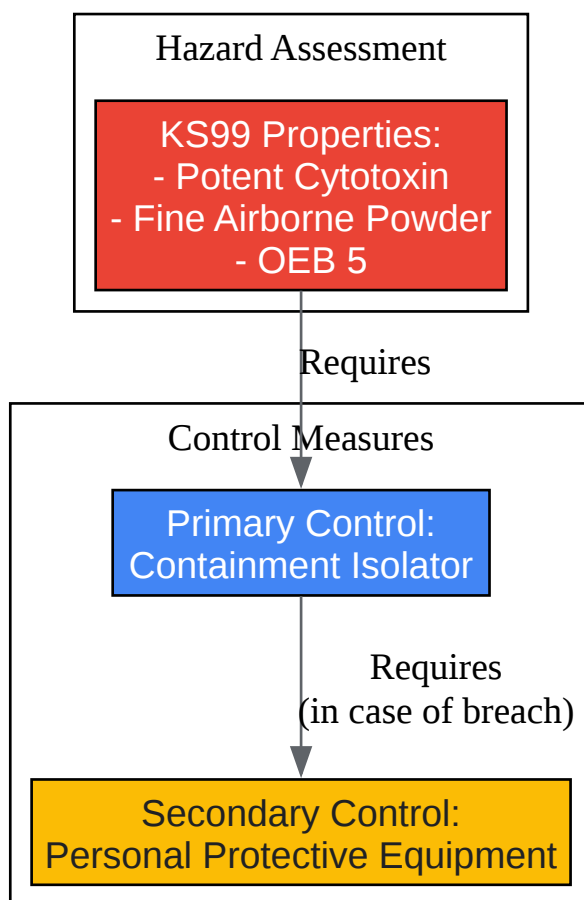 Hazard Assessment
KS99 Properties:
- Potent Cytotoxin
- Fine Airborne Powder
- OEB 5
Requires
Control Measures
Primary Control:
Containment Isolator
Requires
(in case of breach)
Secondary Control:
Personal Protective Equipment